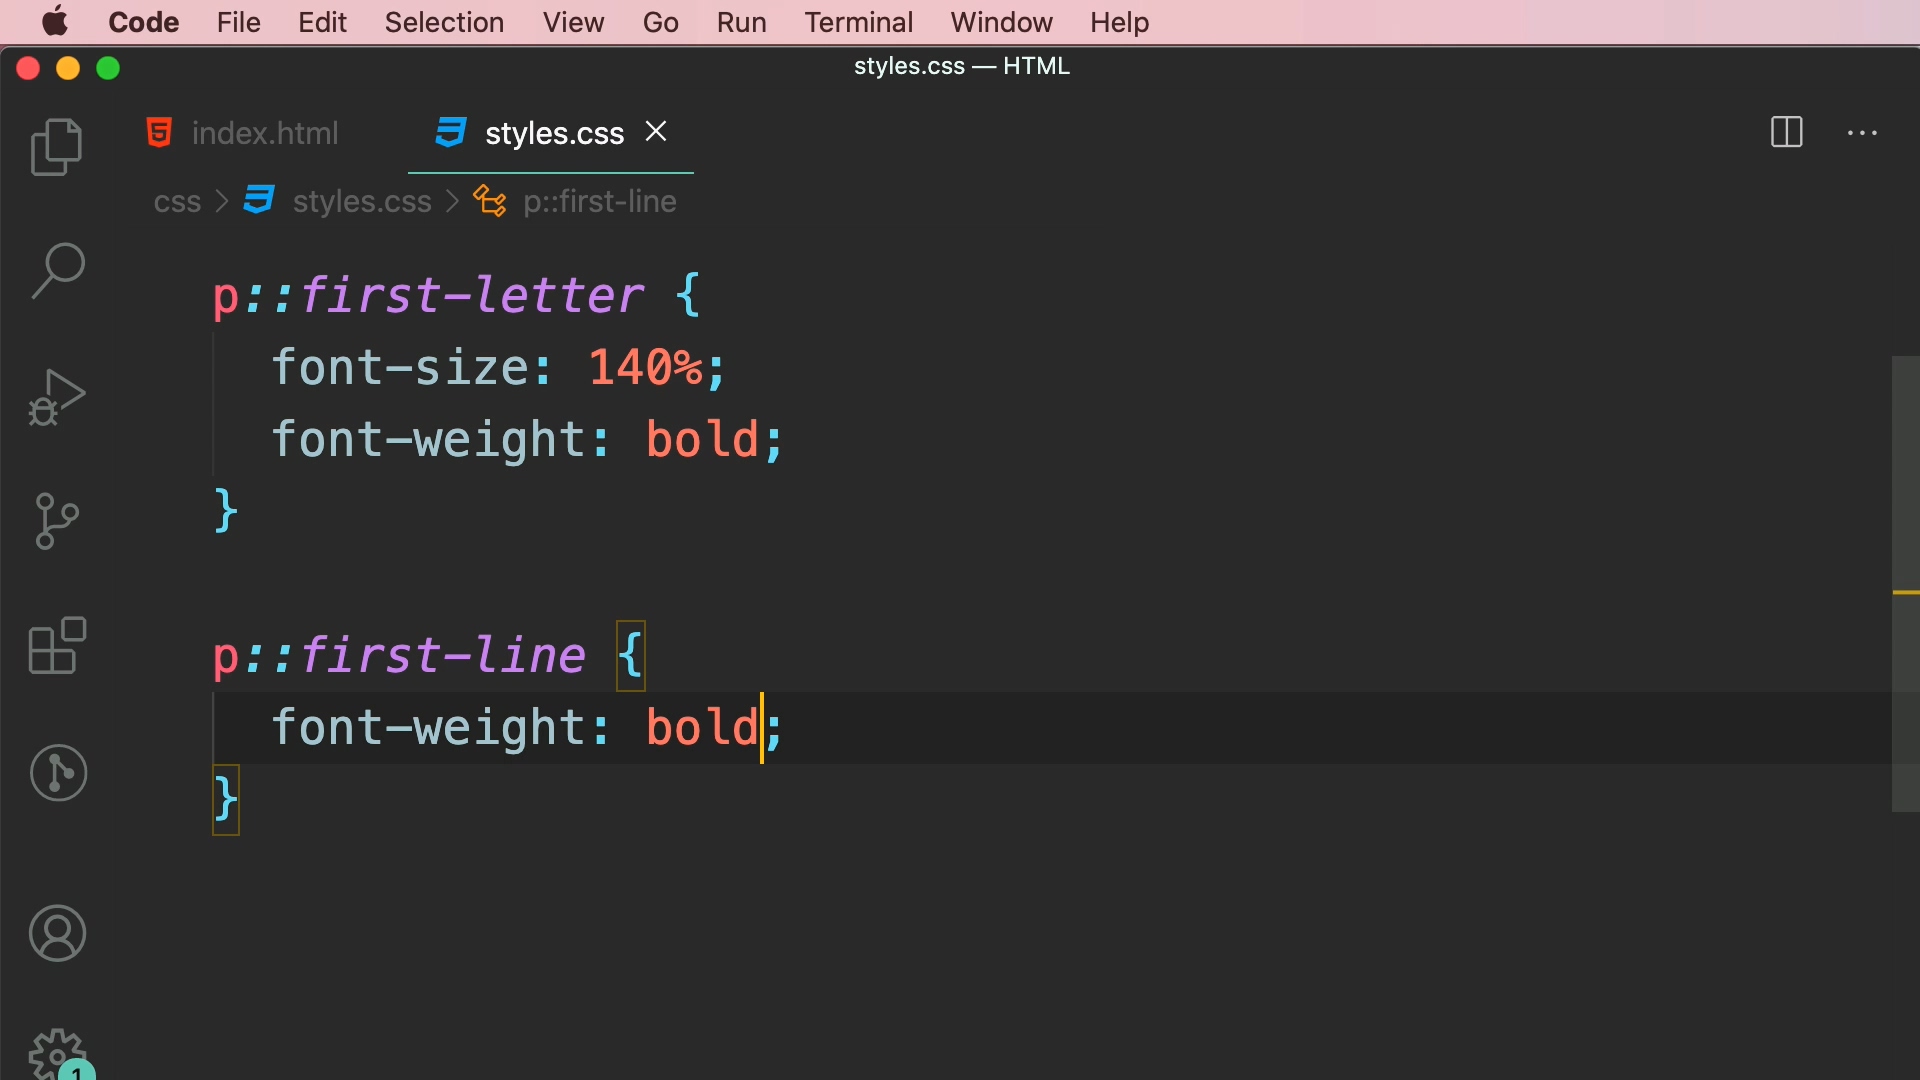 Code File Edit Selection View Go Run Terminal Window Help
styles.css — HTML
index.html styles.css
css styles.css p::first-line
p::first-letter {
font-size: 140%;
font-weight: bold;
}
p::first-line {
font-weight: bold;
}
1